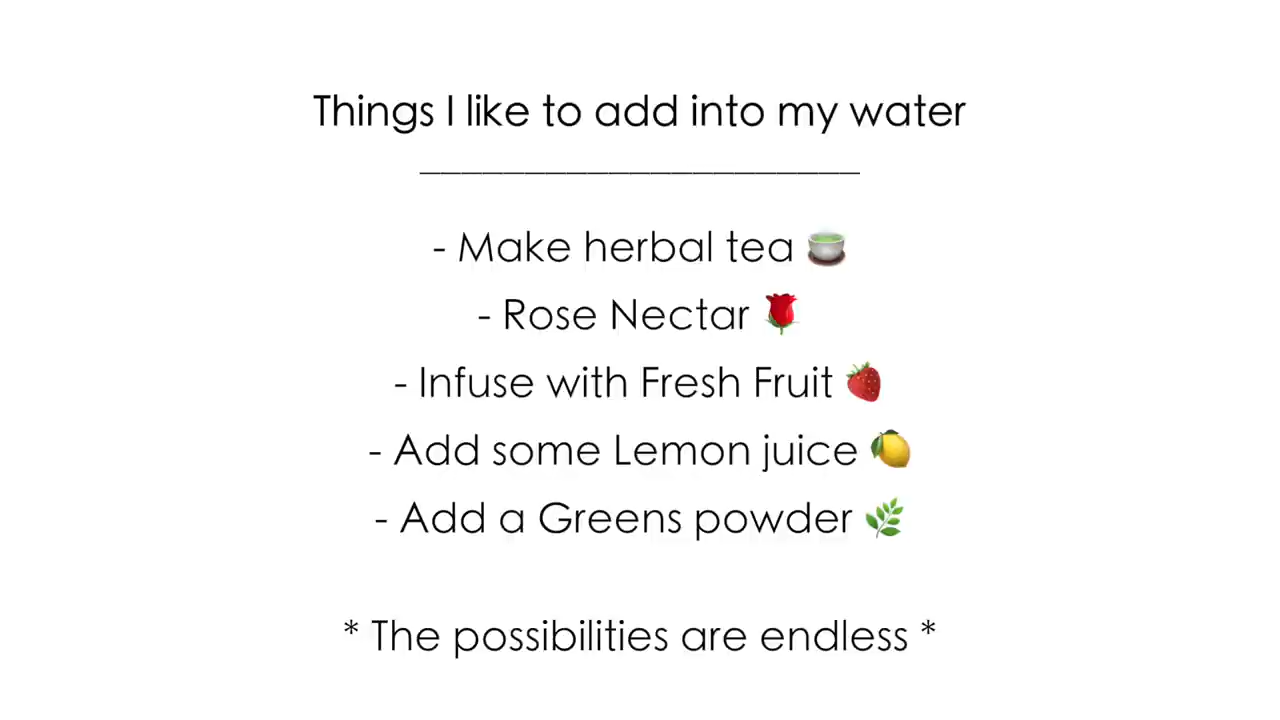 Things I like to add into my water
- Make herbal tea 🍵
- Rose Nectar 🌹
- Infuse with Fresh Fruit 🍓
- Add some Lemon juice 🍋
- Add a Greens powder 🌿
* The possibilities are endless *